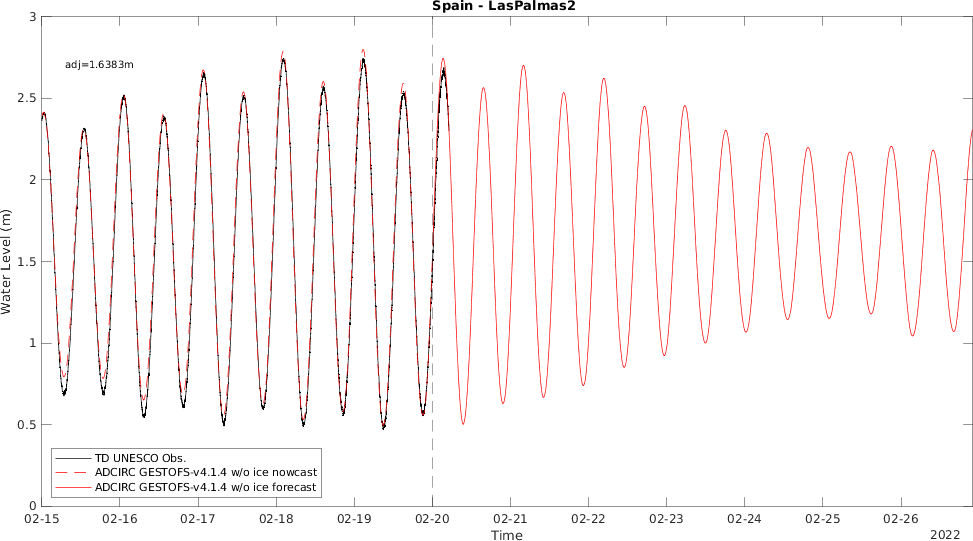 Spain - LasPalmas2
adj=1.6383m
Water Level (m)
3
2.5
2
1.5
1
0.5
0
TD UNESCO Obs.
ADCIRC GESTOFS-v4.1.4 w/o ice nowcast
ADCIRC GESTOFS-v4.1.4 w/o ice forecast
02-15 02-16 02-17 02-18 02-19 02-20 02-21 02-22 02-23 02-24 02-25 02-26
Time
2022